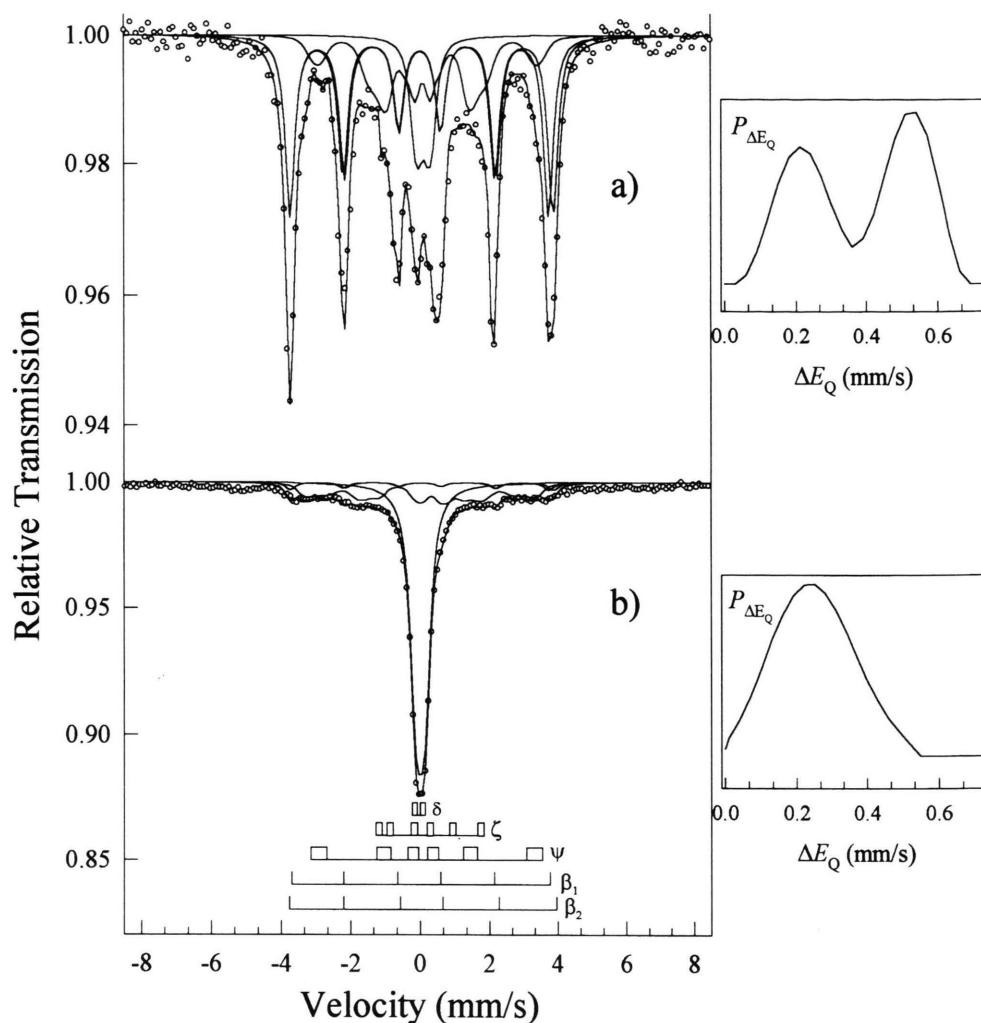 Relative Transmission
1.00
0.98
0.96
0.94
a)
P_ΔE_Q
0.0 0.2 0.4 0.6
ΔE_Q (mm/s)
1.00
0.95
0.90
0.85
b)
P_ΔE_Q
0.0 0.2 0.4 0.6
ΔE_Q (mm/s)
δ
ζ
ψ
β₁
β₂
-8 -6 -4 -2 0 2 4 6 8
Velocity (mm/s)